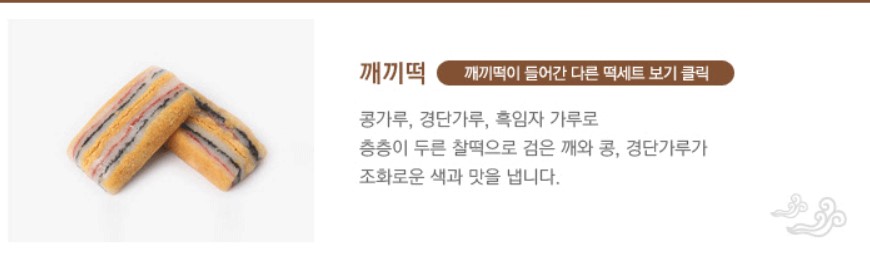 깨끼떡
깨끼떡이 들어간 다른 떡세트 보기 클릭
콩가루, 경단가루, 흑임자 가루로
층층이 두른 찰떡으로 검은 깨와 콩, 경단가루가
조화로운 색과 맛을 냅니다.